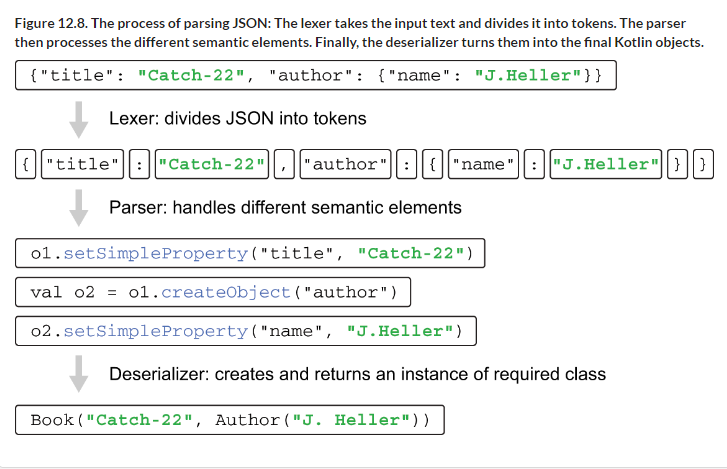 Figure 12.8. The process of parsing JSON: The lexer takes the input text and divides it into tokens. The parser
then processes the different semantic elements. Finally, the deserializer turns them into the final Kotlin objects.
{"title": "Catch-22", "author": {"name": "J.Heller"}}
Lexer: divides JSON into tokens
{ "title" : "Catch-22" , "author" : { "name" : "J.Heller" } }
Parser: handles different semantic elements
o1.setSimpleProperty("title", "Catch-22")
val o2 = o1.createObject("author")
o2.setSimpleProperty("name", "J.Heller")
Deserializer: creates and returns an instance of required class
Book("Catch-22", Author("J. Heller"))